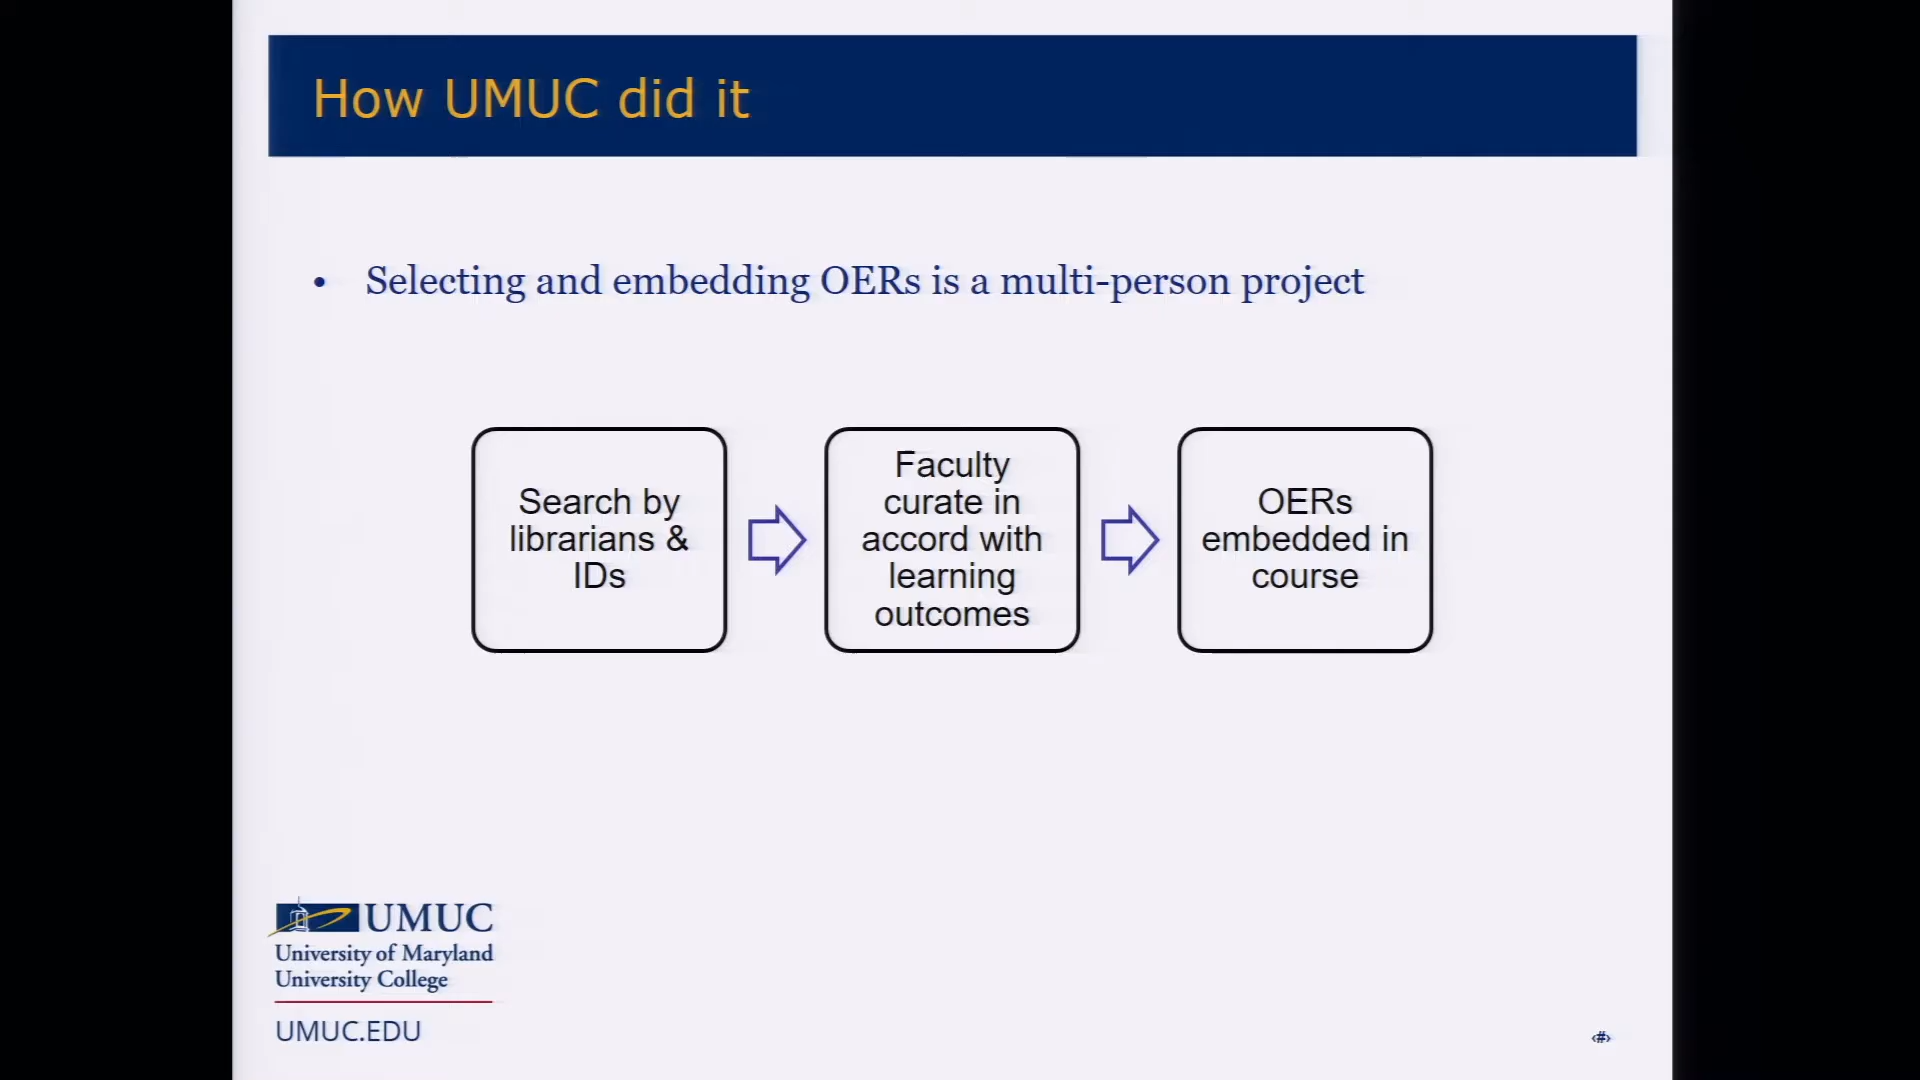 How UMUC did it
• Selecting and embedding OERs is a multi-person project
Search by
librarians &
IDs
Faculty
curate in
accord with
learning
outcomes
OERs
embedded in
course
UMUC
University of Maryland
University College
UMUC.EDU
‹#›